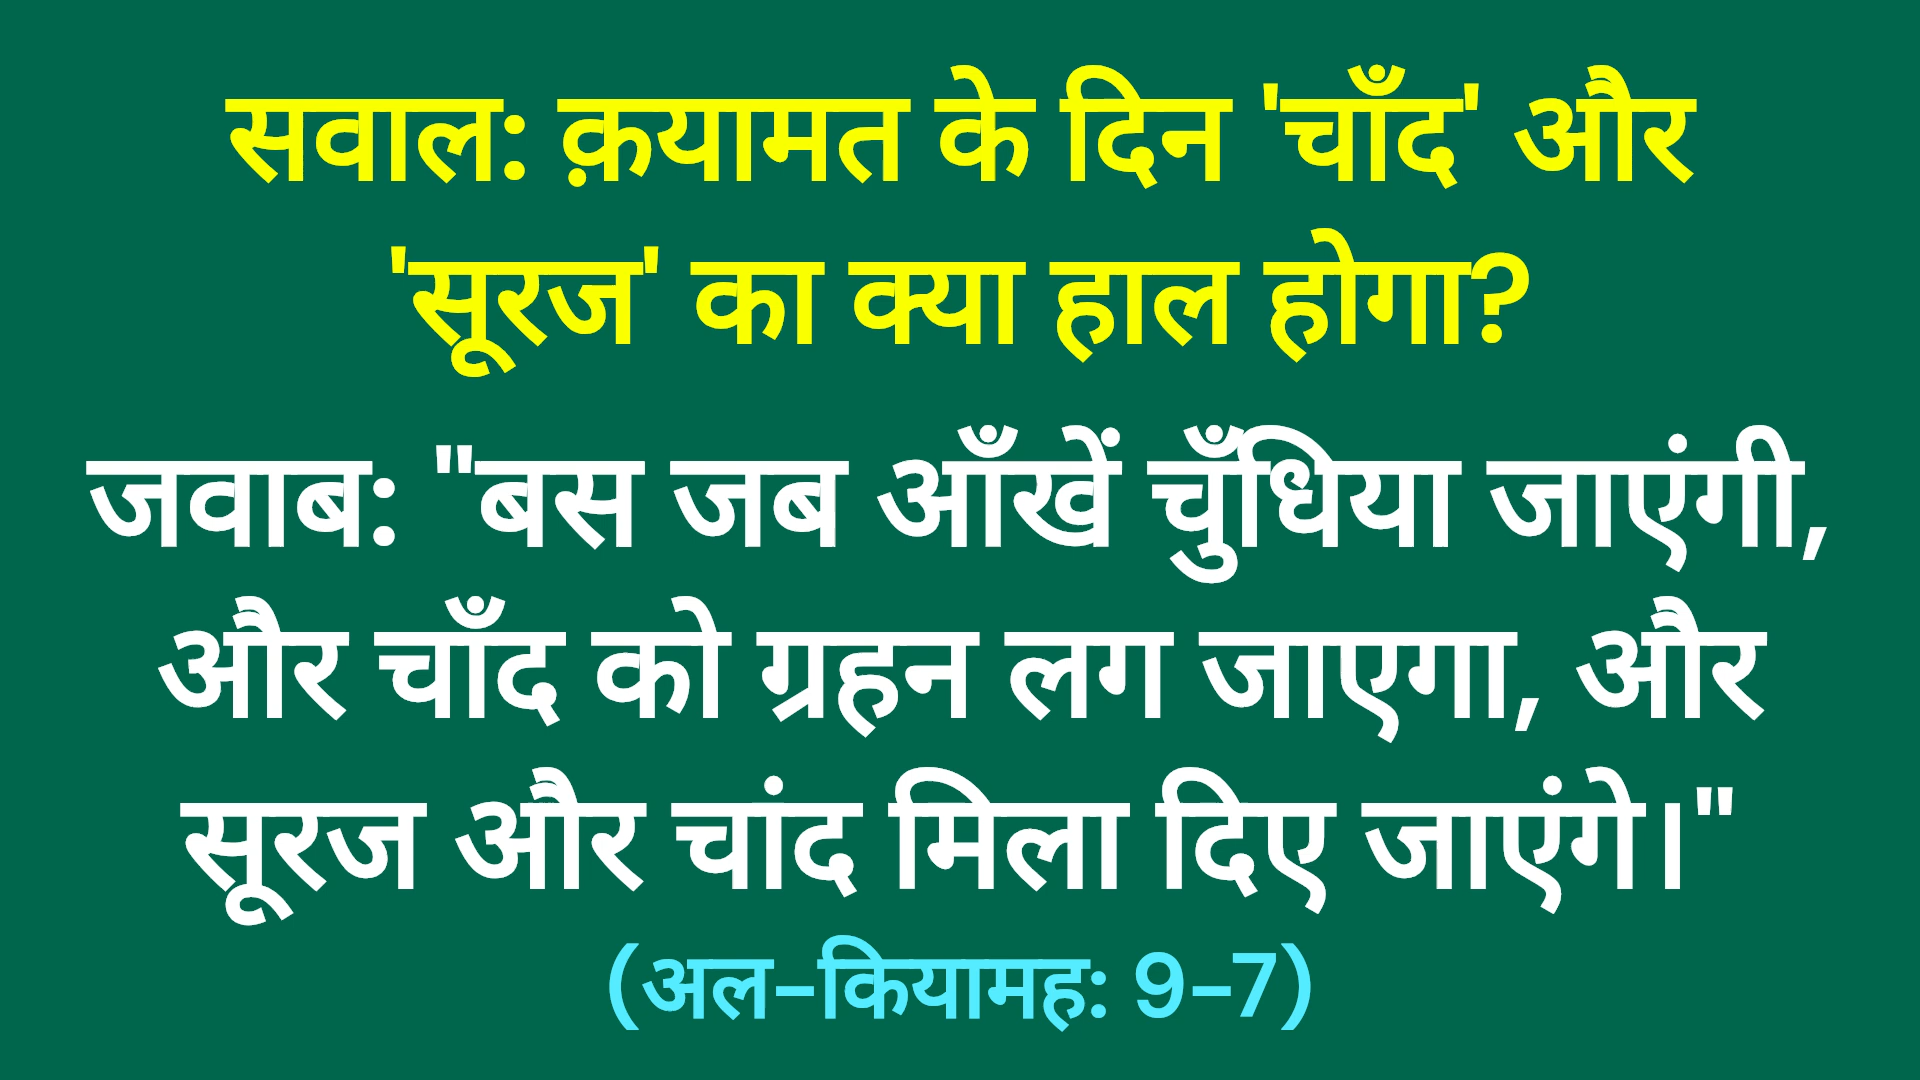 सवाल: क़यामत के दिन 'चाँद' और
'सूरज' का क्या हाल होगा?
जवाब: "बस जब आँखें चुँधिया जाएंगी,
और चाँद को ग्रहन लग जाएगा, और
सूरज और चांद मिला दिए जाएंगे।"
(अल-कियामह: 9-7)